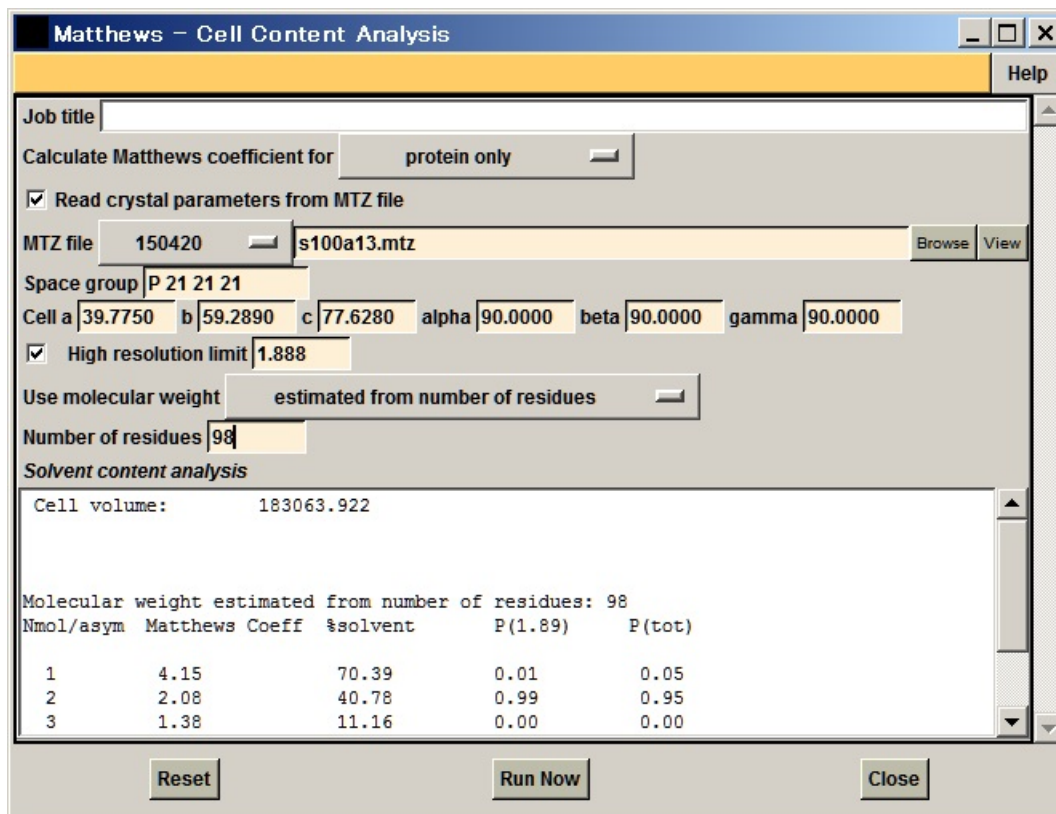 Matthews – Cell Content Analysis
Help
Job title
Calculate Matthews coefficient for protein only
Read crystal parameters from MTZ file
MTZ file 150420 s100a13.mtz Browse View
Space group P 21 21 21
Cell a 39.7750 b 59.2890 c 77.6280 alpha 90.0000 beta 90.0000 gamma 90.0000
High resolution limit 1.888
Use molecular weight estimated from number of residues
Number of residues 98
Solvent content analysis
Cell volume: 183063.922
Molecular weight estimated from number of residues: 98
Nmol/asym Matthews Coeff %solvent P(1.89) P(tot)
1 4.15 70.39 0.01 0.05
2 2.08 40.78 0.99 0.95
3 1.38 11.16 0.00 0.00
Reset Run Now Close